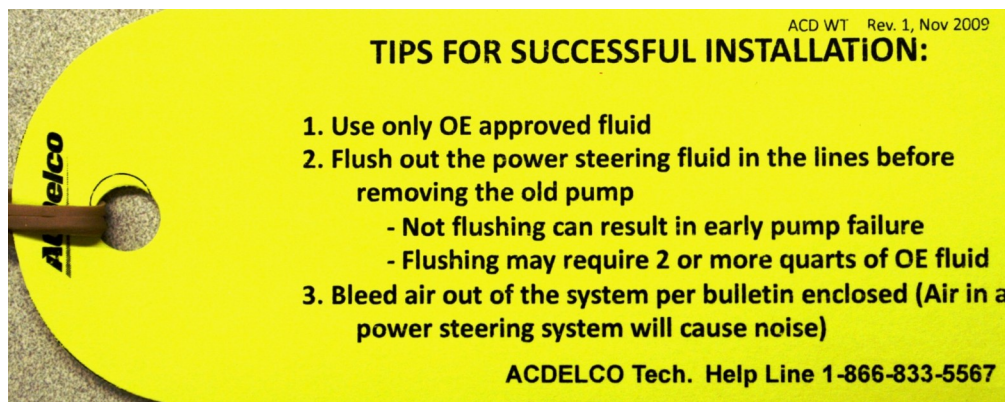 ACD WT Rev. 1, Nov 2009
TIPS FOR SUCCESSFUL INSTALLATION:
1. Use only OE approved fluid
2. Flush out the power steering fluid in the lines before
removing the old pump
- Not flushing can result in early pump failure
- Flushing may require 2 or more quarts of OE fluid
3. Bleed air out of the system per bulletin enclosed (Air in a
power steering system will cause noise)
ACDELCO Tech. Help Line 1-866-833-5567
ACDelco